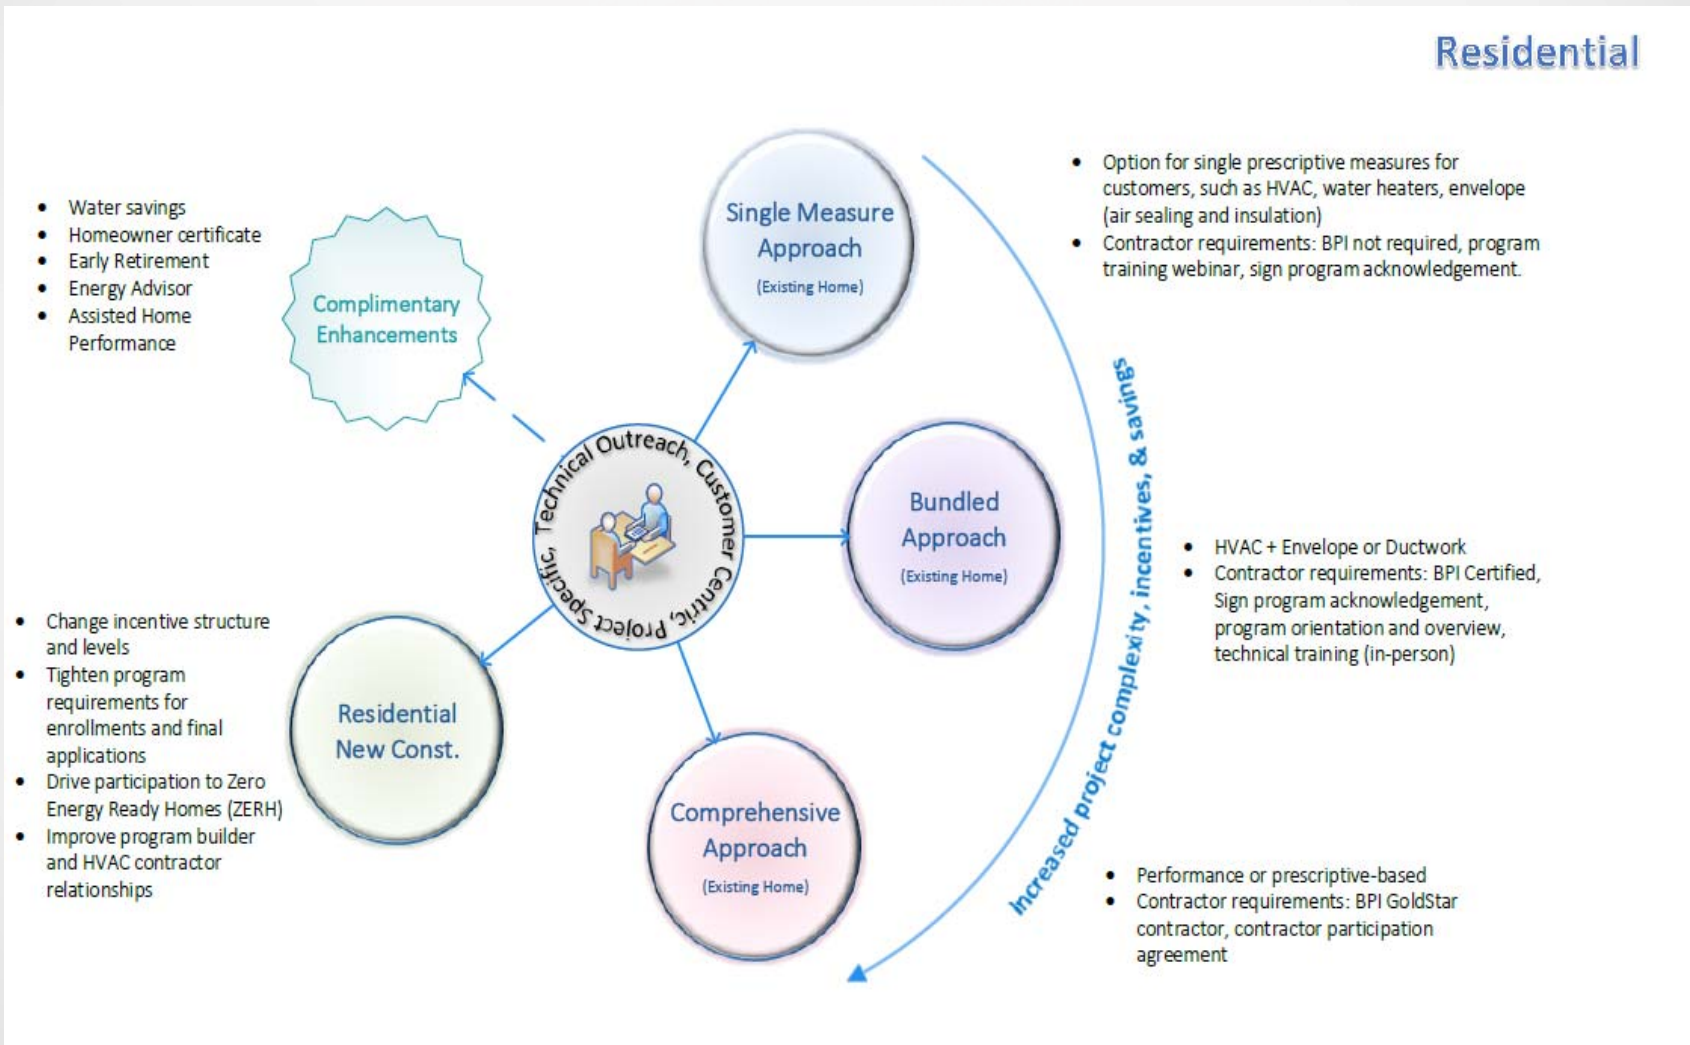 Residential
• Water savings
• Homeowner certificate
• Early Retirement
• Energy Advisor
• Assisted Home
Performance
Complimentary
Enhancements
Single Measure
Approach
(Existing Home)
• Option for single prescriptive measures for
customers, such as HVAC, water heaters, envelope
(air sealing and insulation)
• Contractor requirements: BPI not required, program
training webinar, sign program acknowledgement.
Technical Outreach, Customer Centric, Project Specific,
Bundled
Approach
(Existing Home)
Increased project complexity, incentives, & savings
• HVAC + Envelope or Ductwork
• Contractor requirements: BPI Certified,
Sign program acknowledgement,
program orientation and overview,
technical training (in-person)
• Change incentive structure
and levels
• Tighten program
requirements for
enrollments and final
applications
• Drive participation to Zero
Energy Ready Homes (ZERH)
• Improve program builder
and HVAC contractor
relationships
Residential
New Const.
Comprehensive
Approach
(Existing Home)
• Performance or prescriptive-based
• Contractor requirements: BPI GoldStar
contractor, contractor participation
agreement